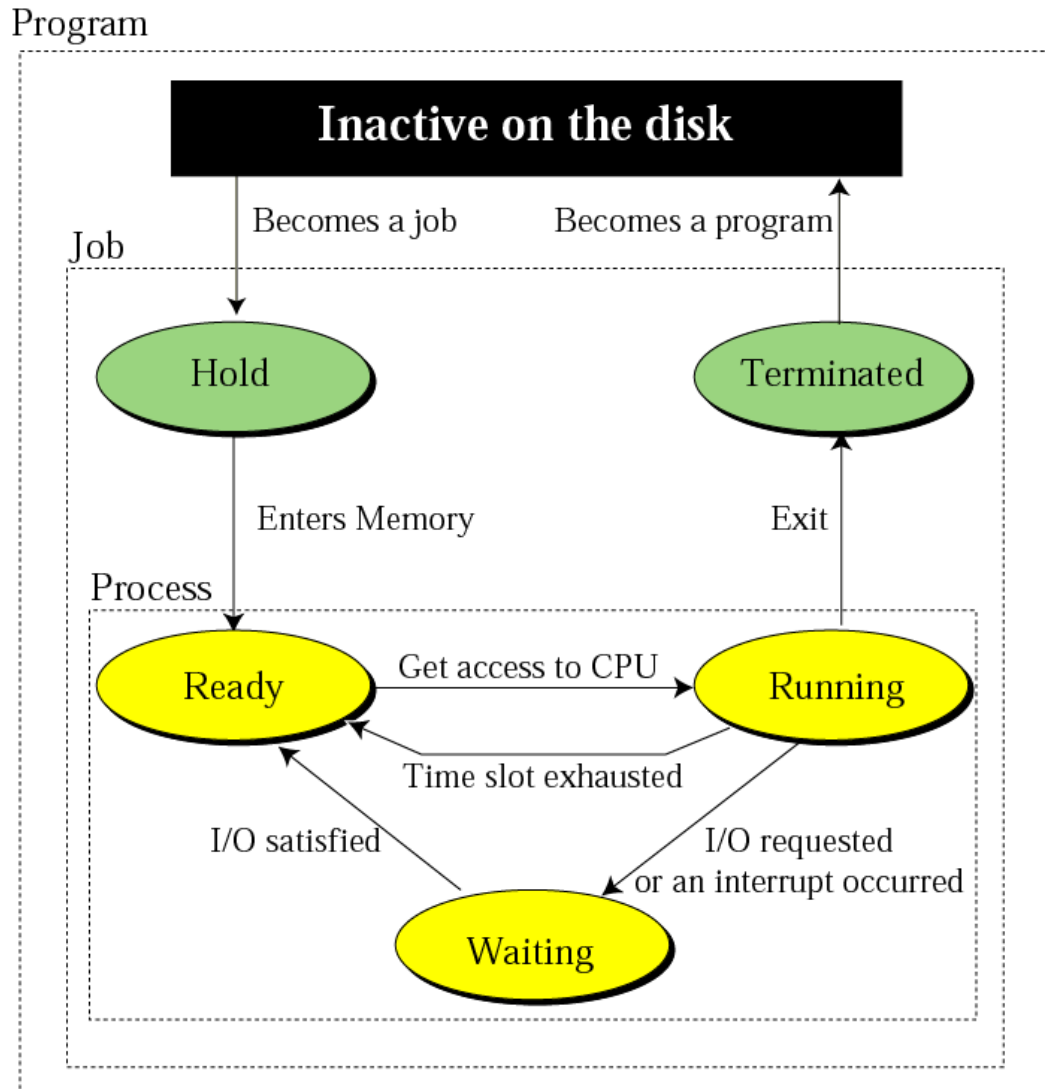 Program
Inactive on the disk
Becomes a job
Becomes a program
Job
Hold
Terminated
Enters Memory
Exit
Process
Ready
Get access to CPU
Running
Time slot exhausted
I/O satisfied
I/O requested
or an interrupt occurred
Waiting